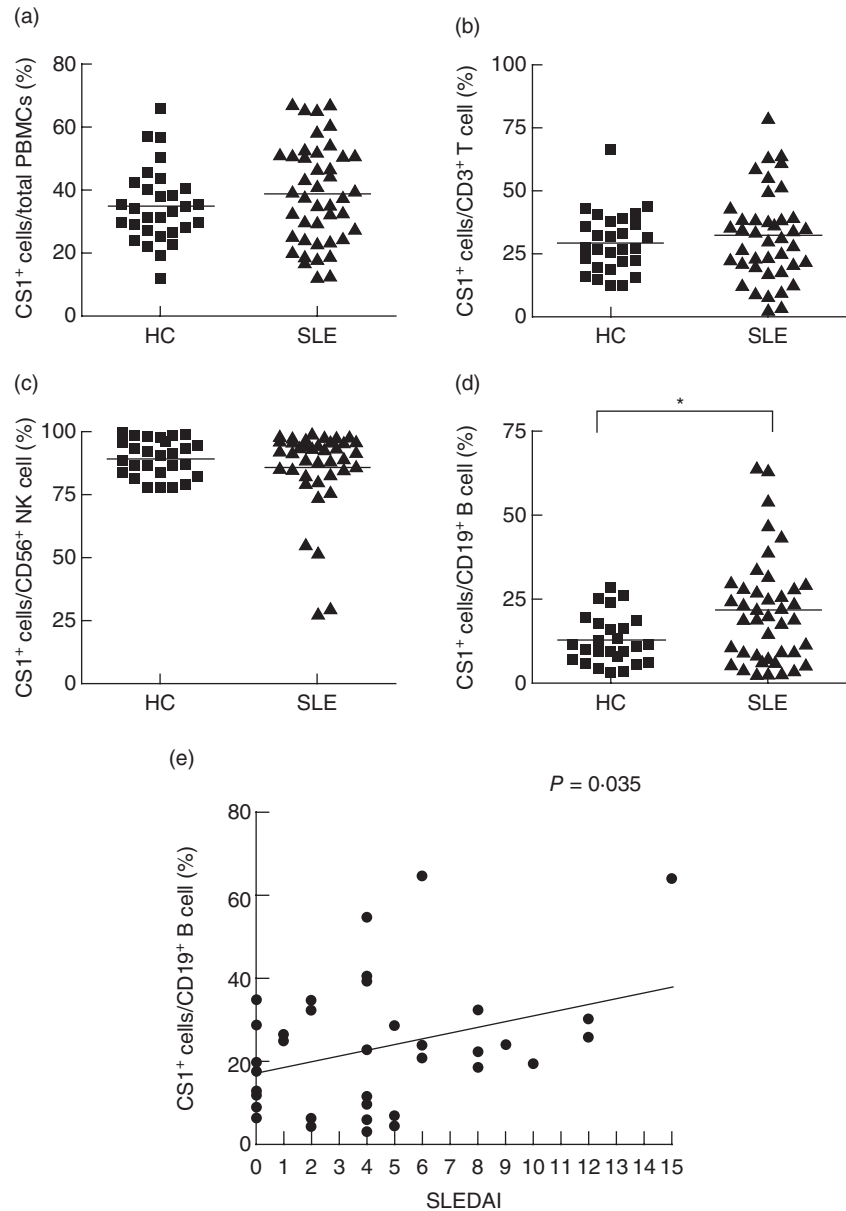 (a)
CS1⁺ cells/total PBMCs (%)
80
60
40
20
0
HC SLE
(b)
CS1⁺ cells/CD3⁺ T cell (%)
100
75
50
25
0
HC SLE
(c)
CS1⁺ cells/CD56⁺ NK cell (%)
100
75
50
25
0
HC SLE
(d)
CS1⁺ cells/CD19⁺ B cell (%)
*
75
50
25
0
HC SLE
(e)
P = 0·035
CS1⁺ cells/CD19⁺ B cell (%)
80
60
40
20
0
0 1 2 3 4 5 6 7 8 9 10 11 12 13 14 15
SLEDAI